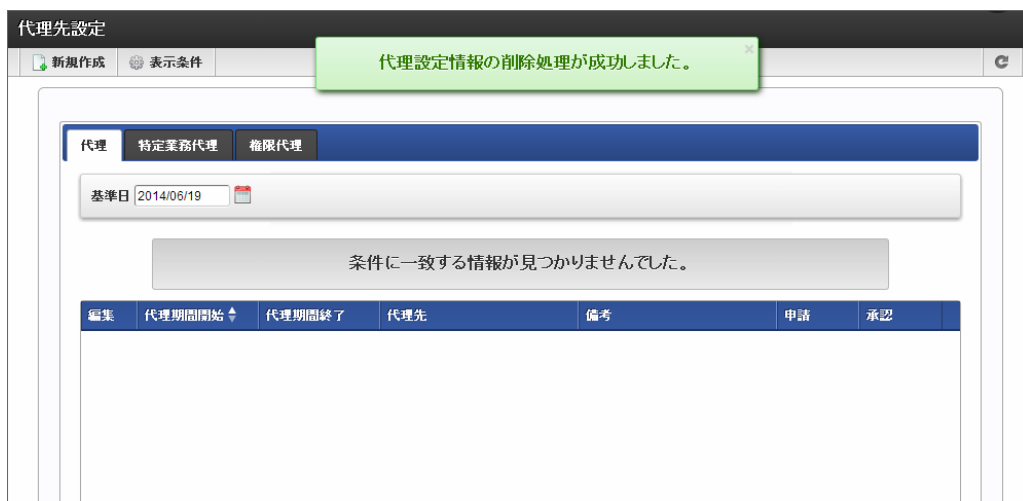 代理先設定
新規作成 表示条件
代理設定情報の削除処理が成功しました。
×
代理 特定業務代理 権限代理
基準日 2014/06/19
条件に一致する情報が見つかりませんでした。
編集 代理期間開始 代理期間終了 代理先 備考 申請 承認